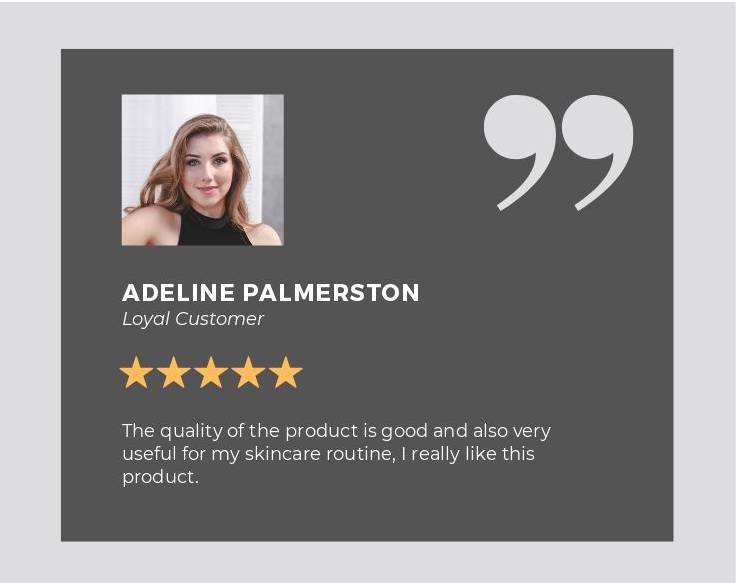 ADELINE PALMERSTON
Loyal Customer
The quality of the product is good and also very
useful for my skincare routine, I really like this
product.